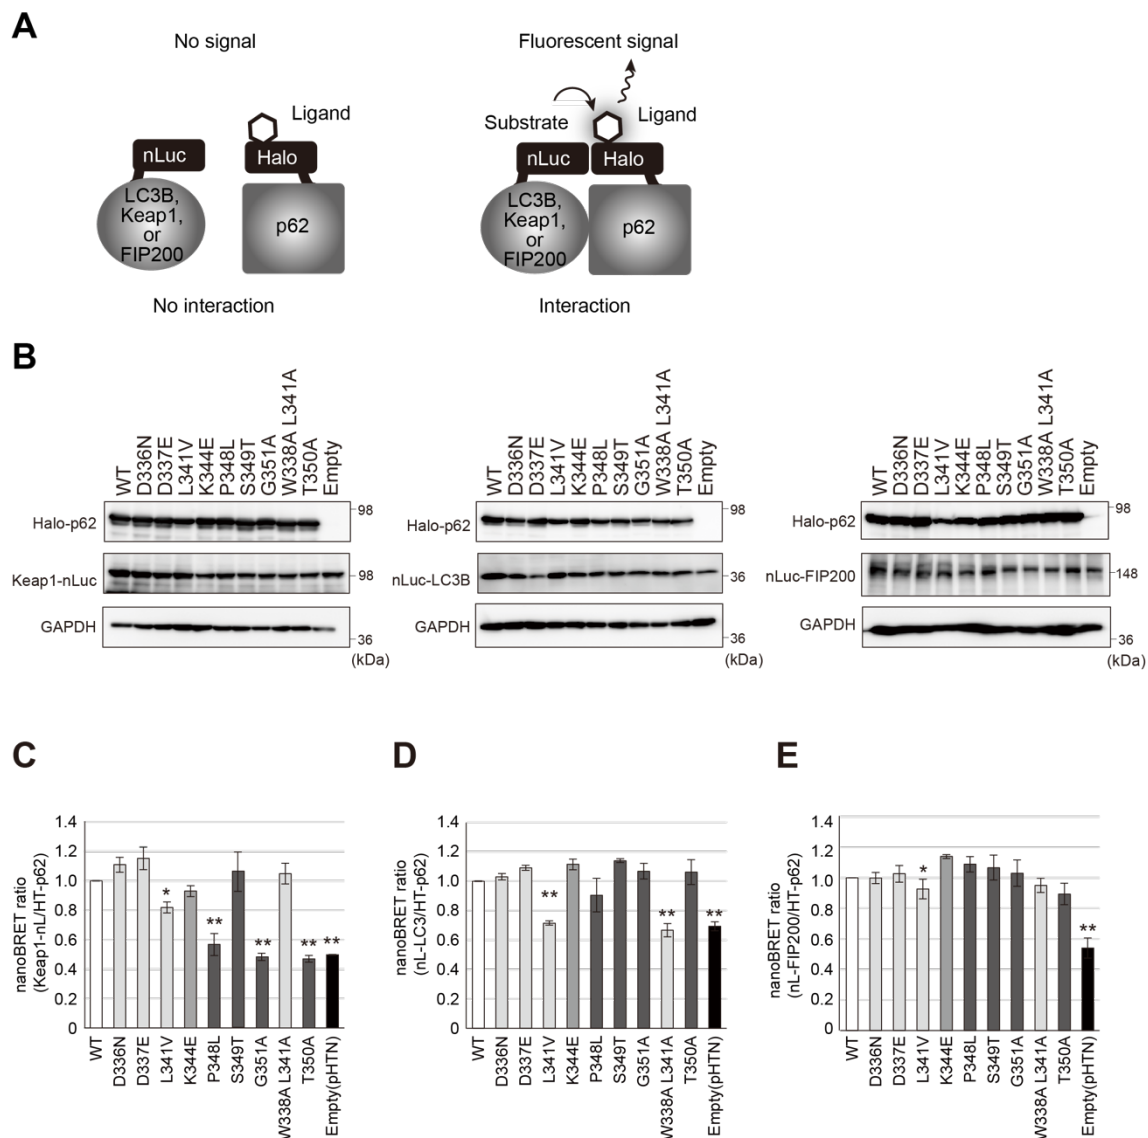 A
No signal
Fluorescent signal
Ligand
Substrate
Ligand
nLuc
Halo
nLuc
Halo
LC3B,
Keap1,
or
FIP200
p62
LC3B,
Keap1,
or
FIP200
p62
No interaction
Interaction
B
WT
D336N
D337E
L341V
K344E
P348L
S349T
G351A
W338A L341A
T350A
Empty
Halo-p62
98
Keap1-nLuc
98
GAPDH
36
(kDa)
WT
D336N
D337E
L341V
K344E
P348L
S349T
G351A
W338A L341A
T350A
Empty
Halo-p62
98
nLuc-LC3B
36
GAPDH
36
(kDa)
WT
D336N
D337E
L341V
K344E
P348L
S349T
G351A
W338A L341A
T350A
Empty
Halo-p62
98
nLuc-FIP200
148
GAPDH
36
(kDa)
C
nanoBRET ratio
(Keap1-nL/HT-p62)
1.4
1.2
1.0
0.8
0.6
0.4
0.2
0
*
**
**
**
**
WT
D336N
D337E
L341V
K344E
P348L
S349T
G351A
W338A L341A
T350A
Empty(pHTN)
D
nanoBRET ratio
(nL-LC3/HT-p62)
1.4
1.2
1.0
0.8
0.6
0.4
0.2
0
**
**
**
WT
D336N
D337E
L341V
K344E
P348L
S349T
G351A
W338A L341A
T350A
Empty(pHTN)
E
nanoBRET ratio
(nL-FIP200/HT-p62)
1.4
1.2
1.0
0.8
0.6
0.4
0.2
0
*
**
WT
D336N
D337E
L341V
K344E
P348L
S349T
G351A
W338A L341A
T350A
Empty(pHTN)